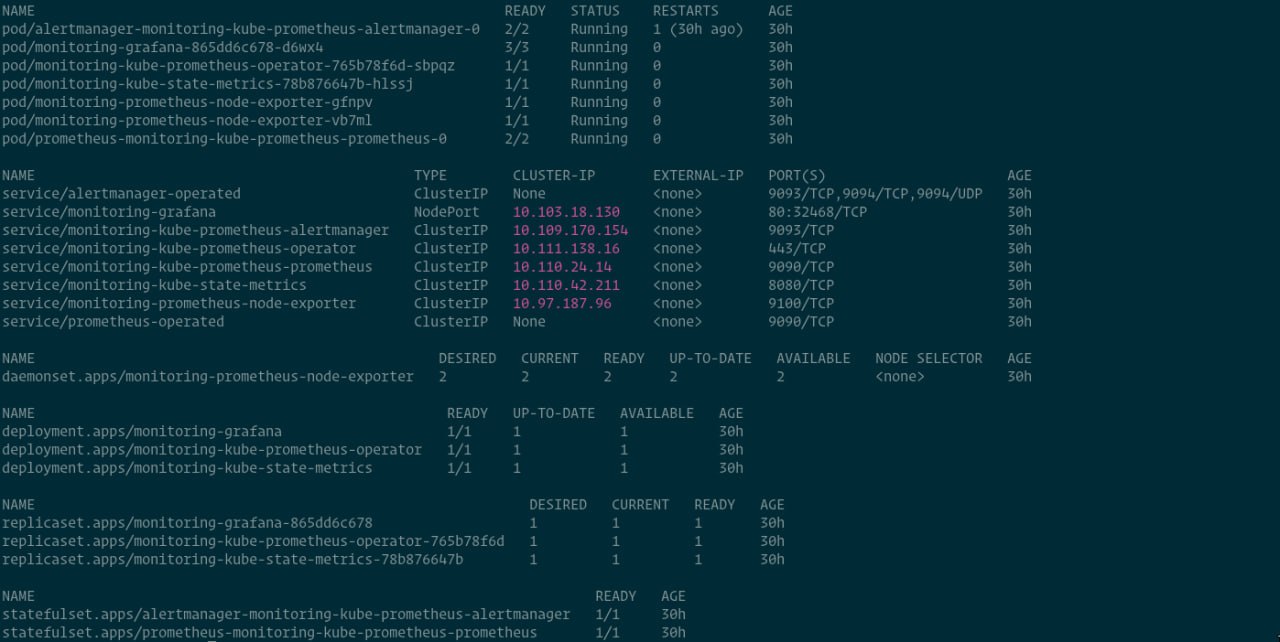 NAME READY STATUS RESTARTS AGE
pod/alertmanager-monitoring-kube-prometheus-alertmanager-0 2/2 Running 1 (30h ago) 30h
pod/monitoring-grafana-865dd6c678-d6wx4 3/3 Running 0 30h
pod/monitoring-kube-prometheus-operator-765b78f6d-sbpqz 1/1 Running 0 30h
pod/monitoring-kube-state-metrics-78b876647b-hlssj 1/1 Running 0 30h
pod/monitoring-prometheus-node-exporter-gfnpv 1/1 Running 0 30h
pod/monitoring-prometheus-node-exporter-vb7ml 1/1 Running 0 30h
pod/prometheus-monitoring-kube-prometheus-prometheus-0 2/2 Running 0 30h
NAME TYPE CLUSTER-IP EXTERNAL-IP PORT(S) AGE
service/alertmanager-operated ClusterIP None <none> 9093/TCP,9094/TCP,9094/UDP 30h
service/monitoring-grafana NodePort 10.103.18.130 <none> 80:32468/TCP 30h
service/monitoring-kube-prometheus-alertmanager ClusterIP 10.109.170.154 <none> 9093/TCP 30h
service/monitoring-kube-prometheus-operator ClusterIP 10.111.138.16 <none> 443/TCP 30h
service/monitoring-kube-prometheus-prometheus ClusterIP 10.110.24.14 <none> 9090/TCP 30h
service/monitoring-kube-state-metrics ClusterIP 10.110.42.211 <none> 8080/TCP 30h
service/monitoring-prometheus-node-exporter ClusterIP 10.97.187.96 <none> 9100/TCP 30h
service/prometheus-operated ClusterIP None <none> 9090/TCP 30h
NAME DESIRED CURRENT READY UP-TO-DATE AVAILABLE NODE SELECTOR AGE
daemonset.apps/monitoring-prometheus-node-exporter 2 2 2 2 2 <none> 30h
NAME READY UP-TO-DATE AVAILABLE AGE
deployment.apps/monitoring-grafana 1/1 1 1 30h
deployment.apps/monitoring-kube-prometheus-operator 1/1 1 1 30h
deployment.apps/monitoring-kube-state-metrics 1/1 1 1 30h
NAME DESIRED CURRENT READY AGE
replicaset.apps/monitoring-grafana-865dd6c678 1 1 1 30h
replicaset.apps/monitoring-kube-prometheus-operator-765b78f6d 1 1 1 30h
replicaset.apps/monitoring-kube-state-metrics-78b876647b 1 1 1 30h
NAME READY AGE
statefulset.apps/alertmanager-monitoring-kube-prometheus-alertmanager 1/1 30h
statefulset.apps/prometheus-monitoring-kube-prometheus-prometheus 1/1 30h